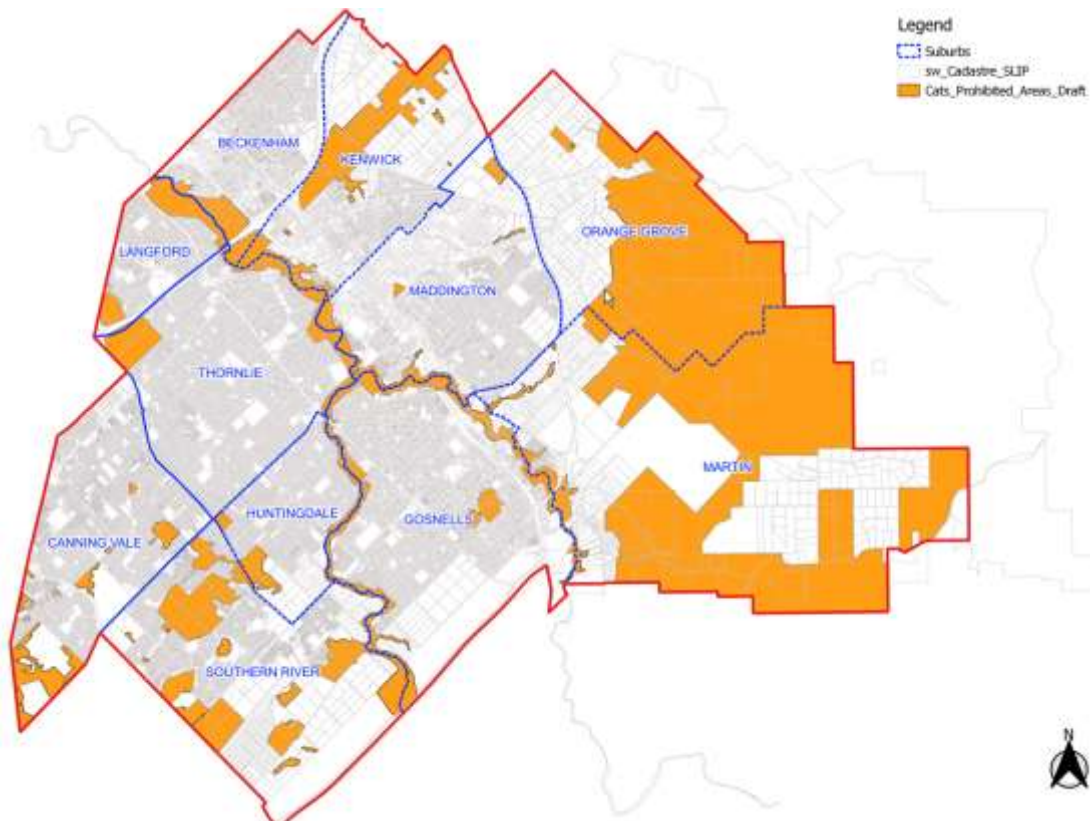 Legend
Suburbs
sw_Cadastre_SLIP
Cats_Prohibited_Areas_Draft
BECKENHAM
KENWICK
ORANGE GROVE
LANGFORD
MADDINGTON
THORNLIE
MARTIN
HUNTINGDALE
GOSNELLS
CANNING VALE
SOUTHERN RIVER
N